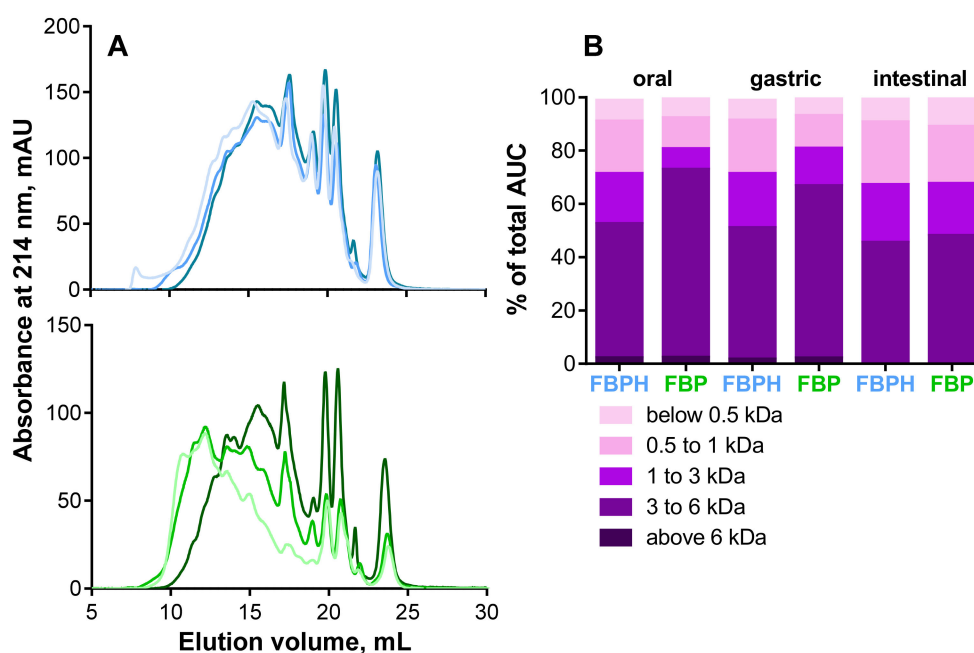 A
Absorbance at 214 nm, mAU
200
150
100
50
0
150
100
50
0
5 10 15 20 25 30
Elution volume, mL
B
oral gastric intestinal
% of total AUC
100
80
60
40
20
0
FBPH FBP FBPH FBP FBPH FBP
below 0.5 kDa
0.5 to 1 kDa
1 to 3 kDa
3 to 6 kDa
above 6 kDa